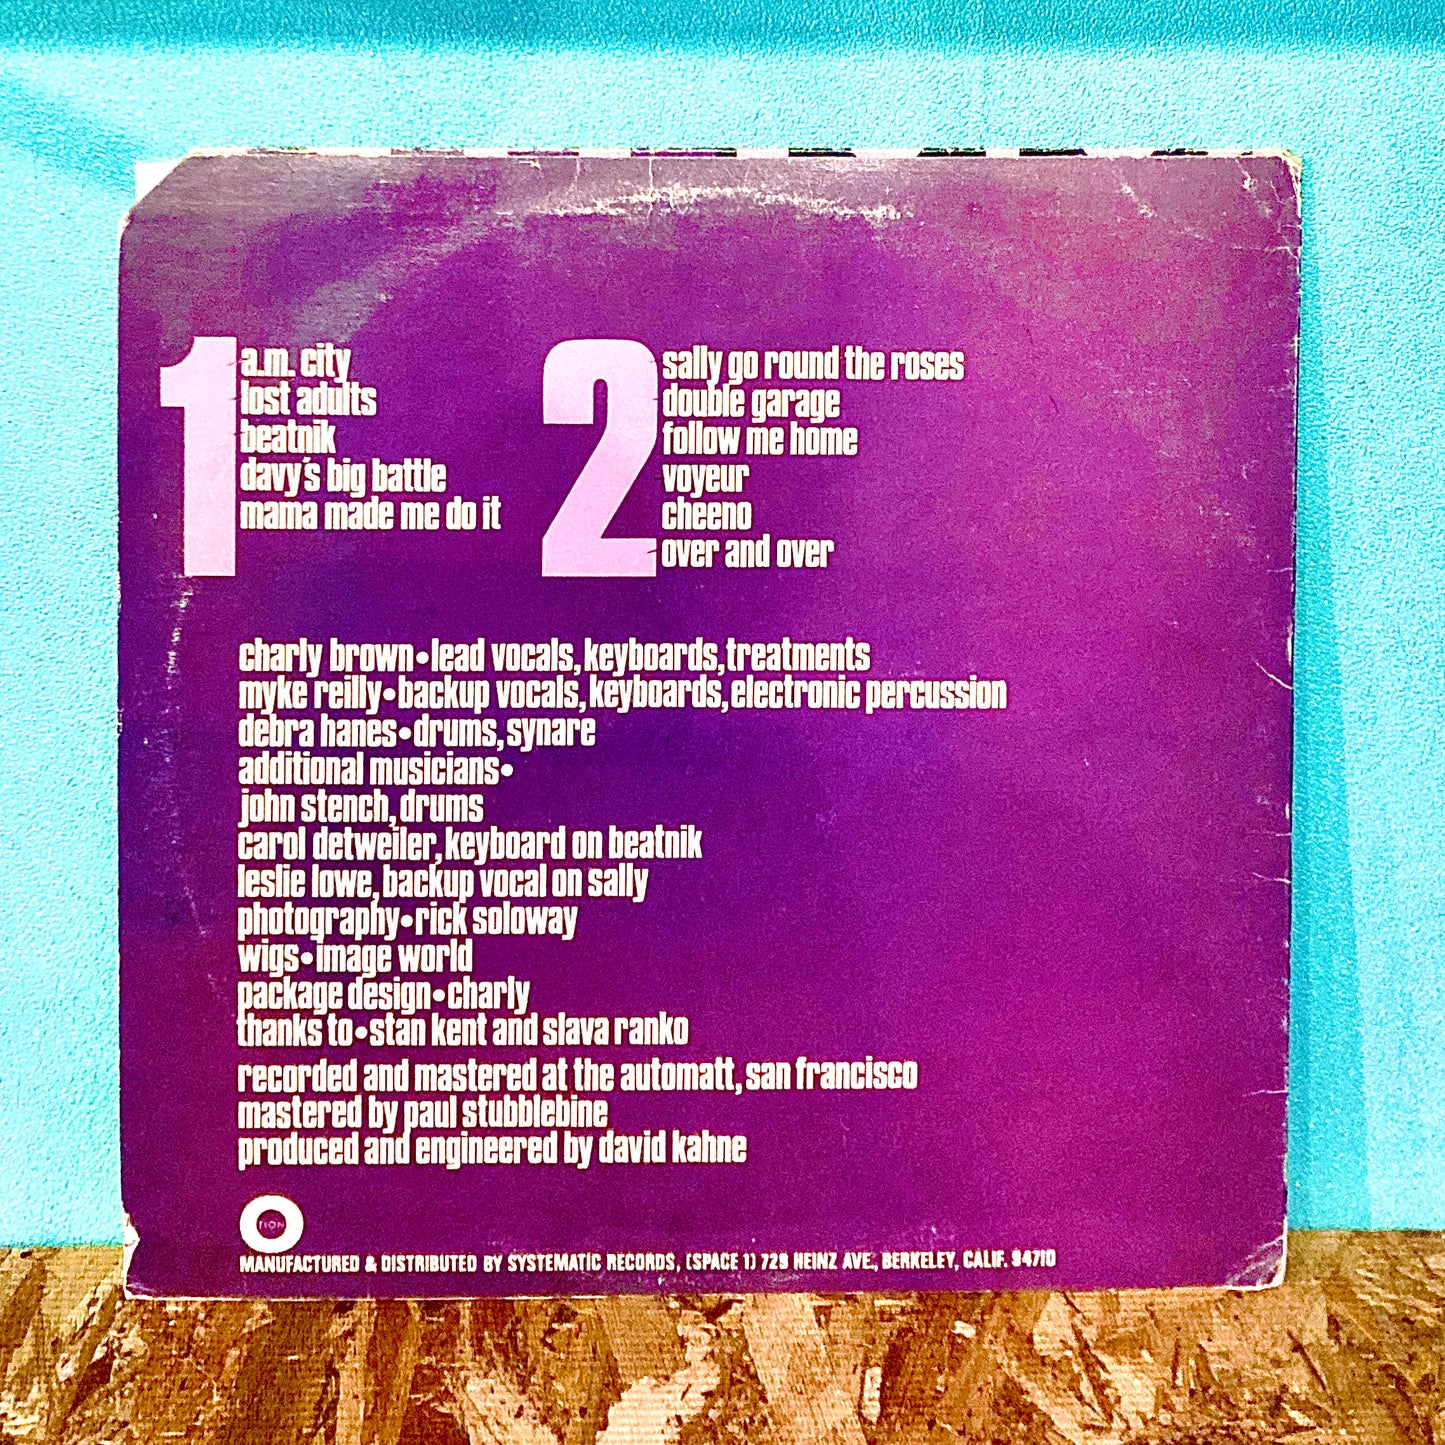 1
a.m. city
lost adults
beatnik
davy's big battle
mama made me do it
2
sally go round the roses
double garage
follow me home
voyeur
cheeno
over and over
charly brown•lead vocals,keyboards,treatments
myke reilly•backup vocals,keyboards,electronic percussion
debra hanes•drums,synare
additional musicians•
john stench,drums
carol detweiler,keyboard on beatnik
leslie lowe,backup vocal on sally
photography•rick soloway
wigs•image world
package design•charly
thanks to•stan kent and slava ranko
recorded and mastered at the automatt,san francisco
mastered by paul stubblebine
produced and engineered by david kahne
TION
MANUFACTURED & DISTRIBUTED BY SYSTEMATIC RECORDS, (SPACE 1) 729 HEINZ AVE., BERKELEY, CALIF. 94710